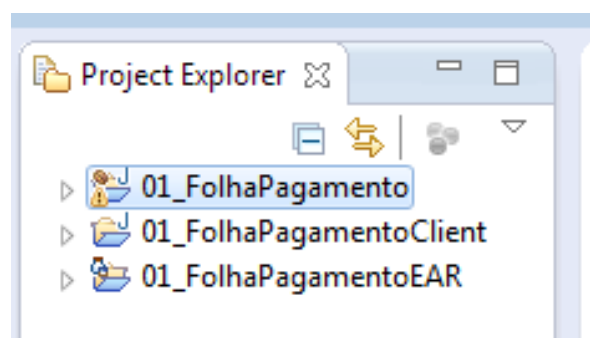 Project Explorer
01_FolhaPagamento
01_FolhaPagamentoClient
01_FolhaPagamentoEAR